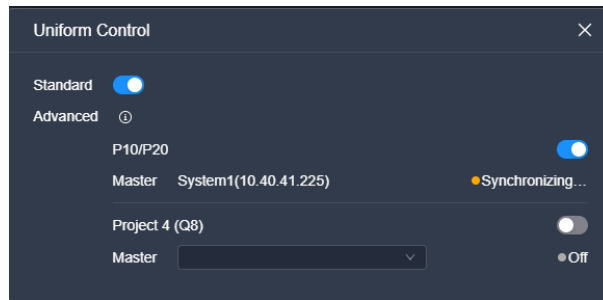 Uniform Control
Standard
Advanced
P10/P20
Master System1(10.40.41.225) Synchronizing...
Project 4 (Q8)
Master Off